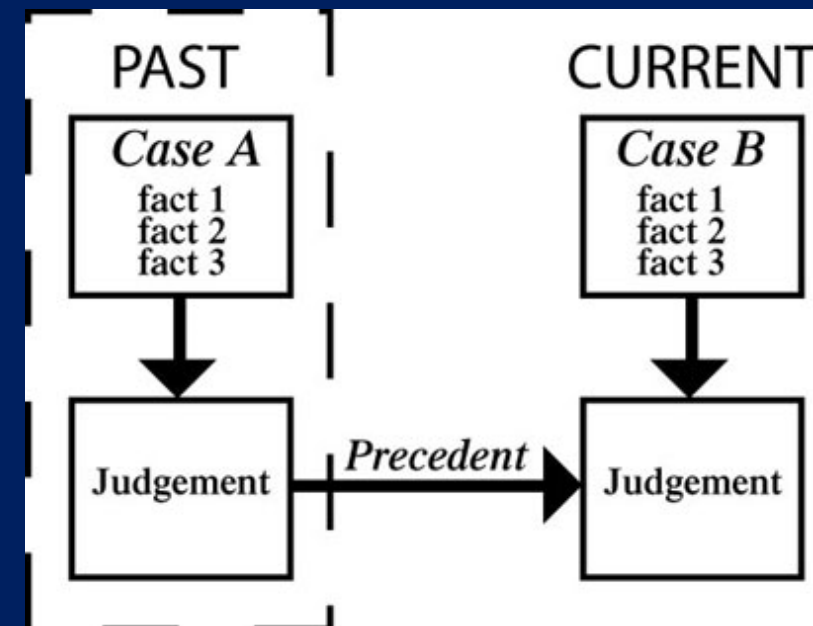 PAST
Case A
fact 1
fact 2
fact 3
Judgement
Precedent
CURRENT
Case B
fact 1
fact 2
fact 3
Judgement